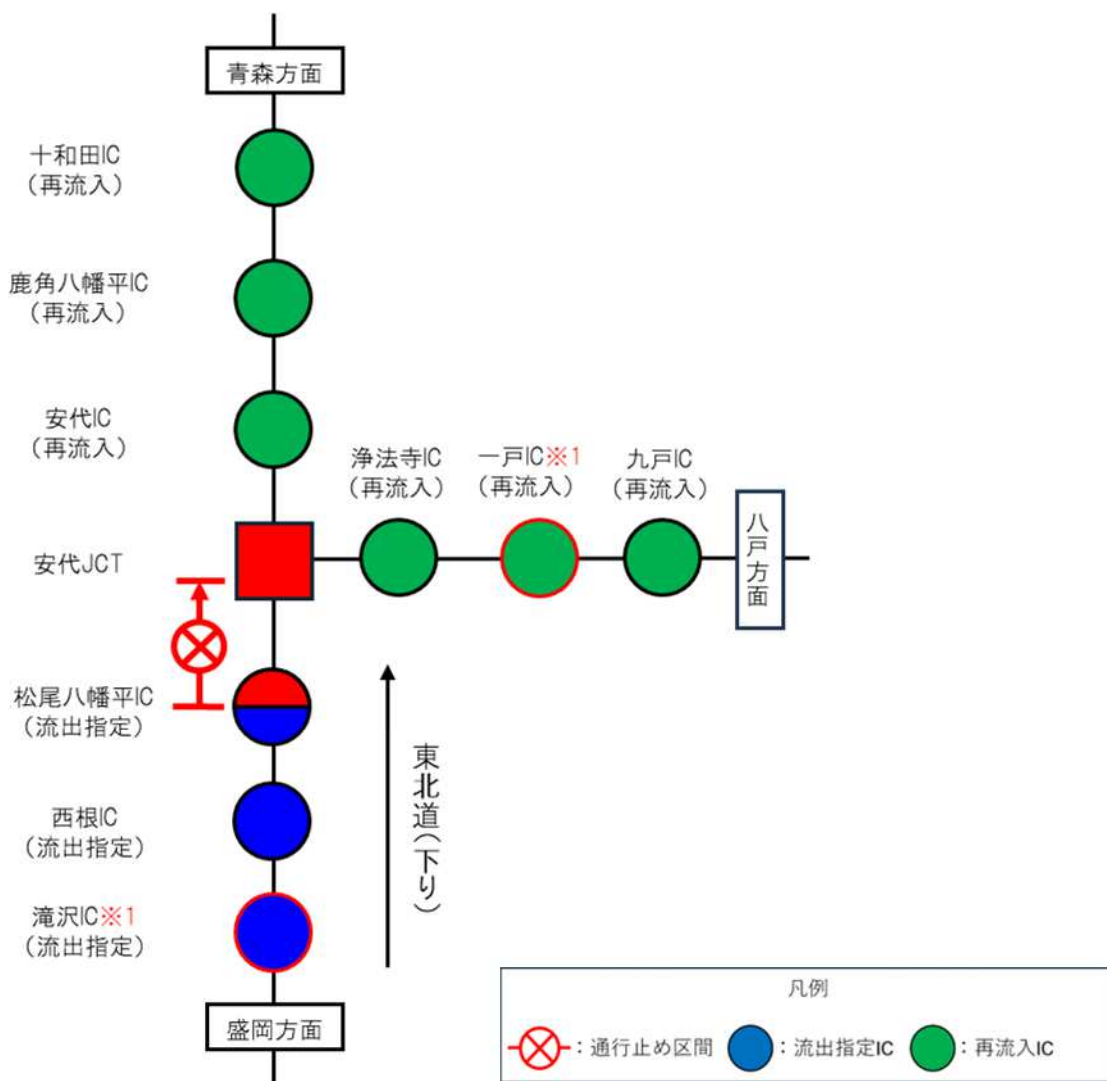 青森方面
十和田IC
(再流入)
鹿角八幡平IC
(再流入)
安代IC
(再流入)
浄法寺IC
(再流入)
一戸IC※1
(再流入)
九戸IC
(再流入)
八戸方面
安代JCT
松尾八幡平IC
(流出指定)
東北道(下り)
西根IC
(流出指定)
滝沢IC※1
(流出指定)
盛岡方面
凡例
:通行止め区間
:流出指定IC
:再流入IC